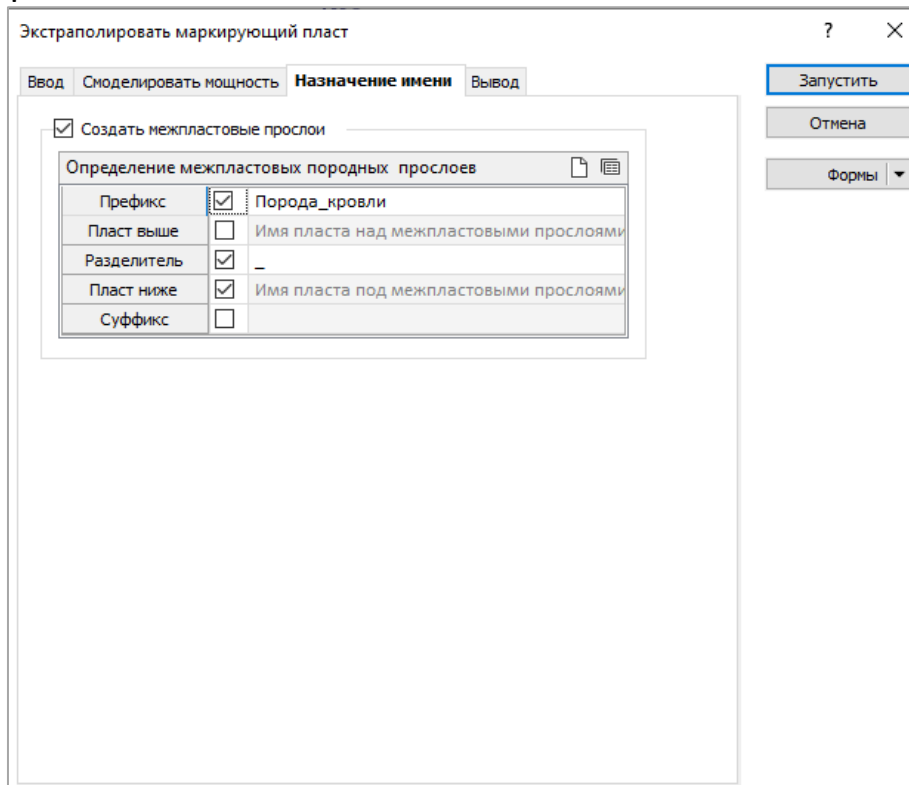 Экстраполировать маркирующий пласт ? ×
Ввод Смоделировать мощность Назначение имени Вывод
Запустить
Отмена
Формы
Создать межпластовые прослои
Определение межпластовых породных прослоев
Префикс Порода_кровли
Пласт выше Имя пласта над межпластовыми прослоями
Разделитель _
Пласт ниже Имя пласта под межпластовыми прослоями
Суффикс